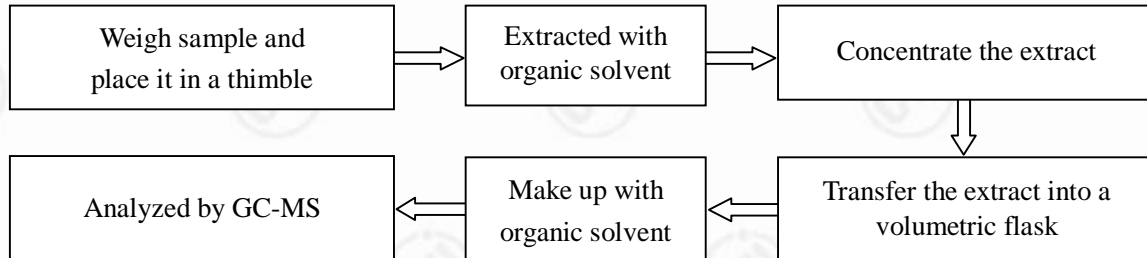 Weigh sample and
place it in a thimble
Extracted with
organic solvent
Concentrate the extract
Transfer the extract into a
volumetric flask
Make up with
organic solvent
Analyzed by GC-MS